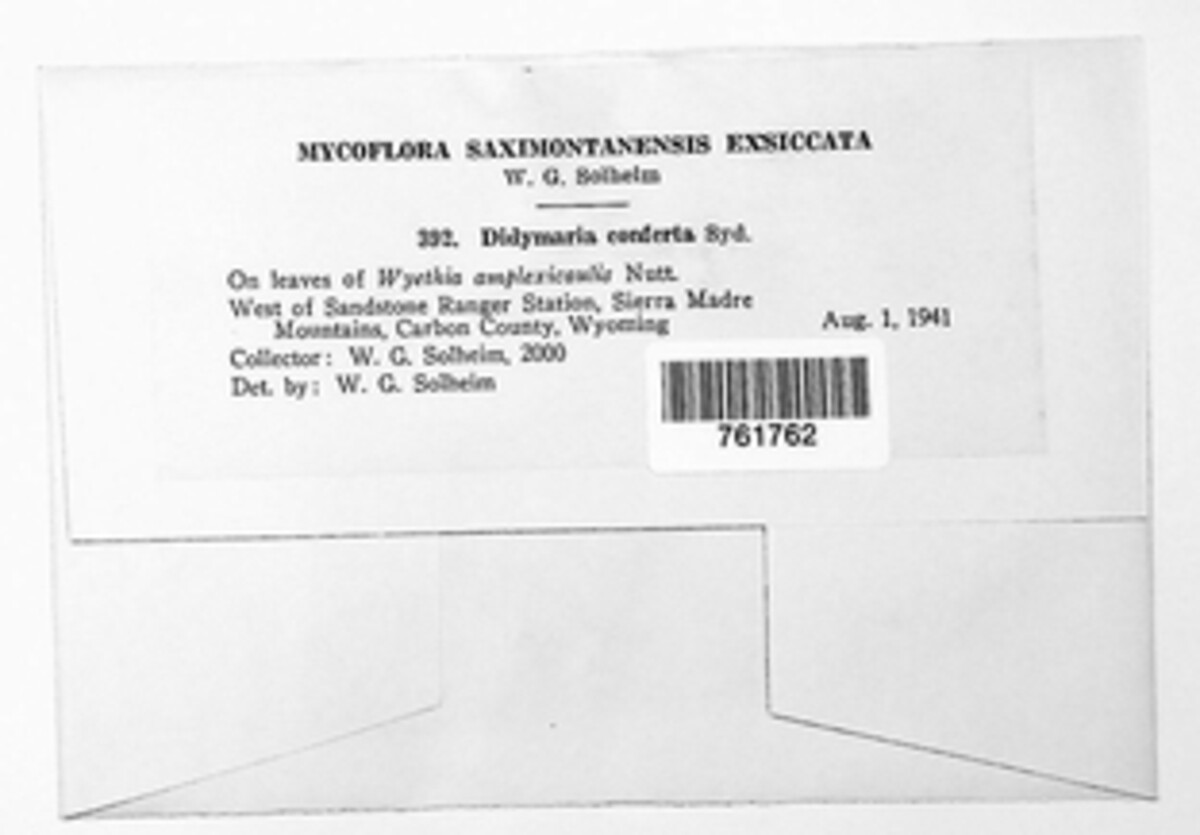 MYCOFLORA SAXIMONTANENSIS EXSICCATA
W. G. Solheim
392. Didymaria conferta Syd.
On leaves of Wyethia amplexicaulis Nutt.
West of Sandstone Ranger Station, Sierra Madre
Mountains, Carbon County, Wyoming Aug. 1, 1941
Collector: W. G. Solheim, 2000
Det. by: W. G. Solheim
761762